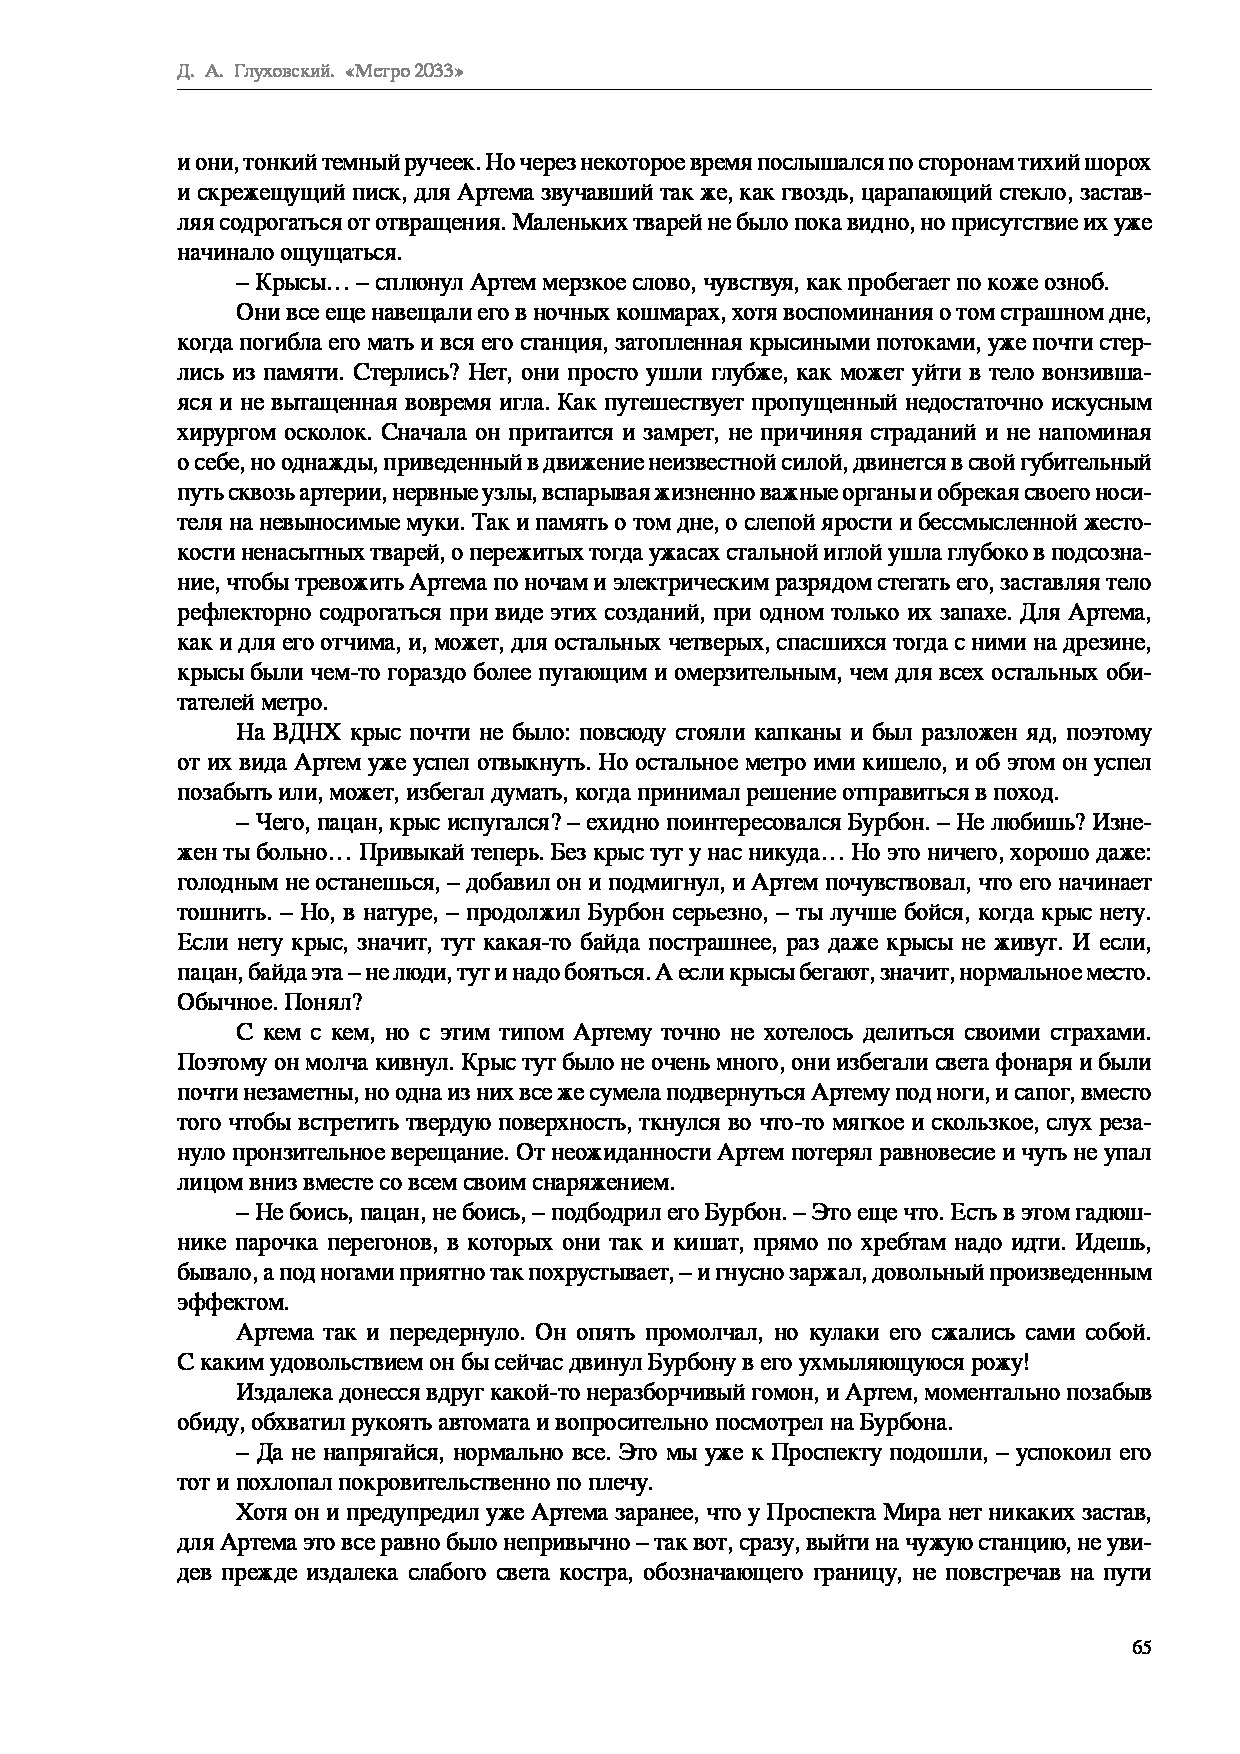 Д. А. Глуховский. «Метро 2033»
и они, тонкий темный ручеек. Но через некоторое время послышался по сторонам тихий шорох
и скрежещущий писк, для Артема звучавший так же, как гвоздь, царапающий стекло, застав-
ляя содрогаться от отвращения. Маленьких тварей не было пока видно, но присутствие их уже
начинало ощущаться.
– Крысы… – сплюнул Артем мерзкое слово, чувствуя, как пробегает по коже озноб.
Они все еще навещали его в ночных кошмарах, хотя воспоминания о том страшном дне,
когда погибла его мать и вся его станция, затопленная крысиными потоками, уже почти стер-
лись из памяти. Стерлись? Нет, они просто ушли глубже, как может уйти в тело вонзивша-
яся и не вытащенная вовремя игла. Как путешествует пропущенный недостаточно искусным
хирургом осколок. Сначала он притаится и замрет, не причиняя страданий и не напоминая
о себе, но однажды, приведенный в движение неизвестной силой, двинется в свой губительный
путь сквозь артерии, нервные узлы, вспарывая жизненно важные органы и обрекая своего носи-
теля на невыносимые муки. Так и память о том дне, о слепой ярости и бессмысленной жесто-
кости ненасытных тварей, о пережитых тогда ужасах стальной иглой ушла глубоко в подсозна-
ние, чтобы тревожить Артема по ночам и электрическим разрядом стегать его, заставляя тело
рефлекторно содрогаться при виде этих созданий, при одном только их запахе. Для Артема,
как и для его отчима, и, может, для остальных четверых, спасшихся тогда с ними на дрезине,
крысы были чем-то гораздо более пугающим и омерзительным, чем для всех остальных оби-
тателей метро.
На ВДНХ крыс почти не было: повсюду стояли капканы и был разложен яд, поэтому
от их вида Артем уже успел отвыкнуть. Но остальное метро ими кишело, и об этом он успел
позабыть или, может, избегал думать, когда принимал решение отправиться в поход.
– Чего, пацан, крыс испугался? – ехидно поинтересовался Бурбон. – Не любишь? Изне-
жен ты больно… Привыкай теперь. Без крыс тут у нас никуда… Но это ничего, хорошо даже:
голодным не останешься, – добавил он и подмигнул, и Артем почувствовал, что его начинает
тошнить. – Но, в натуре, – продолжил Бурбон серьезно, – ты лучше бойся, когда крыс нету.
Если нету крыс, значит, тут какая-то байда пострашнее, раз даже крысы не живут. И если,
пацан, байда эта – не люди, тут и надо бояться. А если крысы бегают, значит, нормальное место.
Обычное. Понял?
С кем с кем, но с этим типом Артему точно не хотелось делиться своими страхами.
Поэтому он молча кивнул. Крыс тут было не очень много, они избегали света фонаря и были
почти незаметны, но одна из них все же сумела подвернуться Артему под ноги, и сапог, вместо
того чтобы встретить твердую поверхность, ткнулся во что-то мягкое и скользкое, слух реза-
нуло пронзительное верещание. От неожиданности Артем потерял равновесие и чуть не упал
лицом вниз вместе со всем своим снаряжением.
– Не боись, пацан, не боись, – подбодрил его Бурбон. – Это еще что. Есть в этом гадюш-
нике парочка перегонов, в которых они так и кишат, прямо по хребтам надо идти. Идешь,
бывало, а под ногами приятно так похрустывает, – и гнусно заржал, довольный произведенным
эффектом.
Артема так и передернуло. Он опять промолчал, но кулаки его сжались сами собой.
С каким удовольствием он бы сейчас двинул Бурбону в его ухмыляющуюся рожу!
Издалека донесся вдруг какой-то неразборчивый гомон, и Артем, моментально позабыв
обиду, обхватил рукоять автомата и вопросительно посмотрел на Бурбона.
– Да не напрягайся, нормально все. Это мы уже к Проспекту подошли, – успокоил его
тот и похлопал покровительственно по плечу.
Хотя он и предупредил уже Артема заранее, что у Проспекта Мира нет никаких застав,
для Артема это все равно было непривычно – так вот, сразу, выйти на чужую станцию, не уви-
дев прежде издалека слабого света костра, обозначающего границу, не повстречав на пути
65